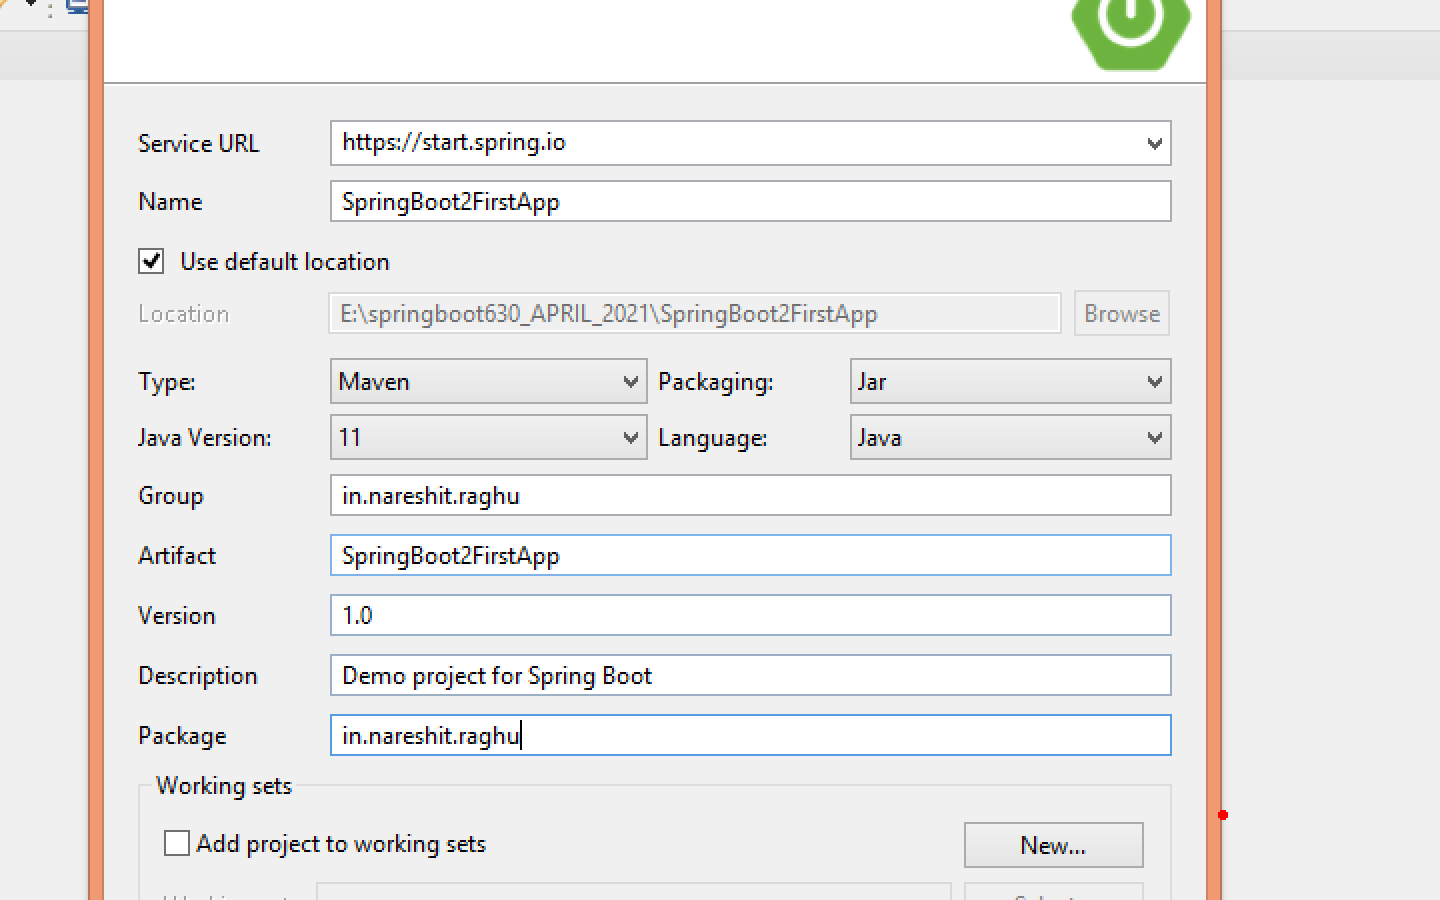 Service URL https://start.spring.io
Name SpringBoot2FirstApp
Use default location
Location E:\springboot630_APRIL_2021\SpringBoot2FirstApp Browse
Type: Maven Packaging: Jar
Java Version: 11 Language: Java
Group in.nareshit.raghu
Artifact SpringBoot2FirstApp
Version 1.0
Description Demo project for Spring Boot
Package in.nareshit.raghu
Working sets
Add project to working sets New...